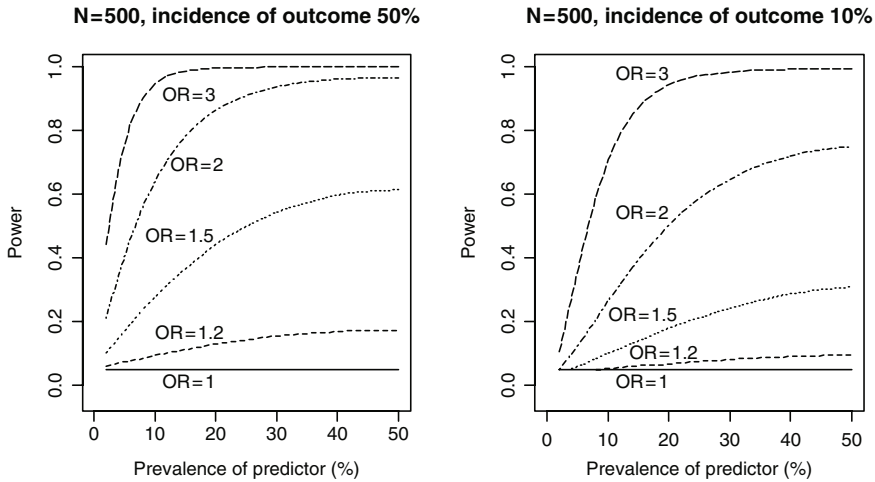 N=500, incidence of outcome 50%
Power
1.0
0.8
0.6
0.4
0.2
0.0
OR=3
OR=2
OR=1.5
OR=1.2
OR=1
0 10 20 30 40 50
Prevalence of predictor (%)
N=500, incidence of outcome 10%
Power
1.0
0.8
0.6
0.4
0.2
0.0
OR=3
OR=2
OR=1.5
OR=1.2
OR=1
0 10 20 30 40 50
Prevalence of predictor (%)